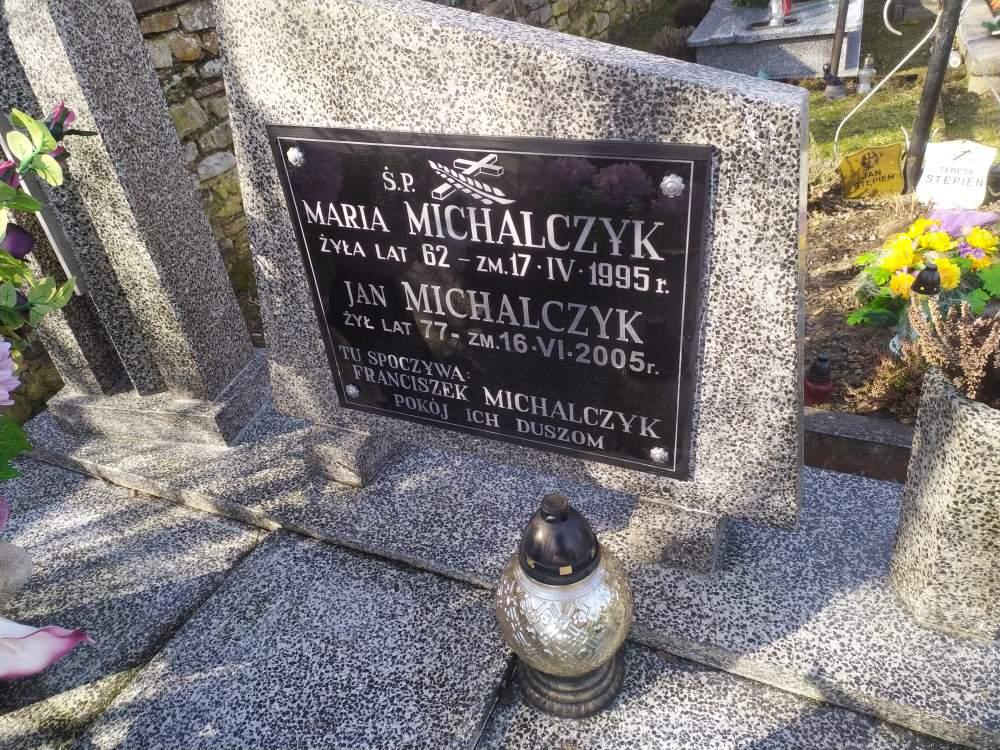 Ś.P.
MARIA MICHALCZYK
ŻYŁA LAT 62 - ZM. 17·IV·1995 r.
JAN MICHALCZYK
ŻYŁ LAT 77 - ZM. 16·VI·2005 r.
TU SPOCZYWA:
FRANCISZEK MICHALCZYK
POKÓJ ICH DUSZOM
JAN
STĘPIEŃ
TERESA
STĘPIEŃ